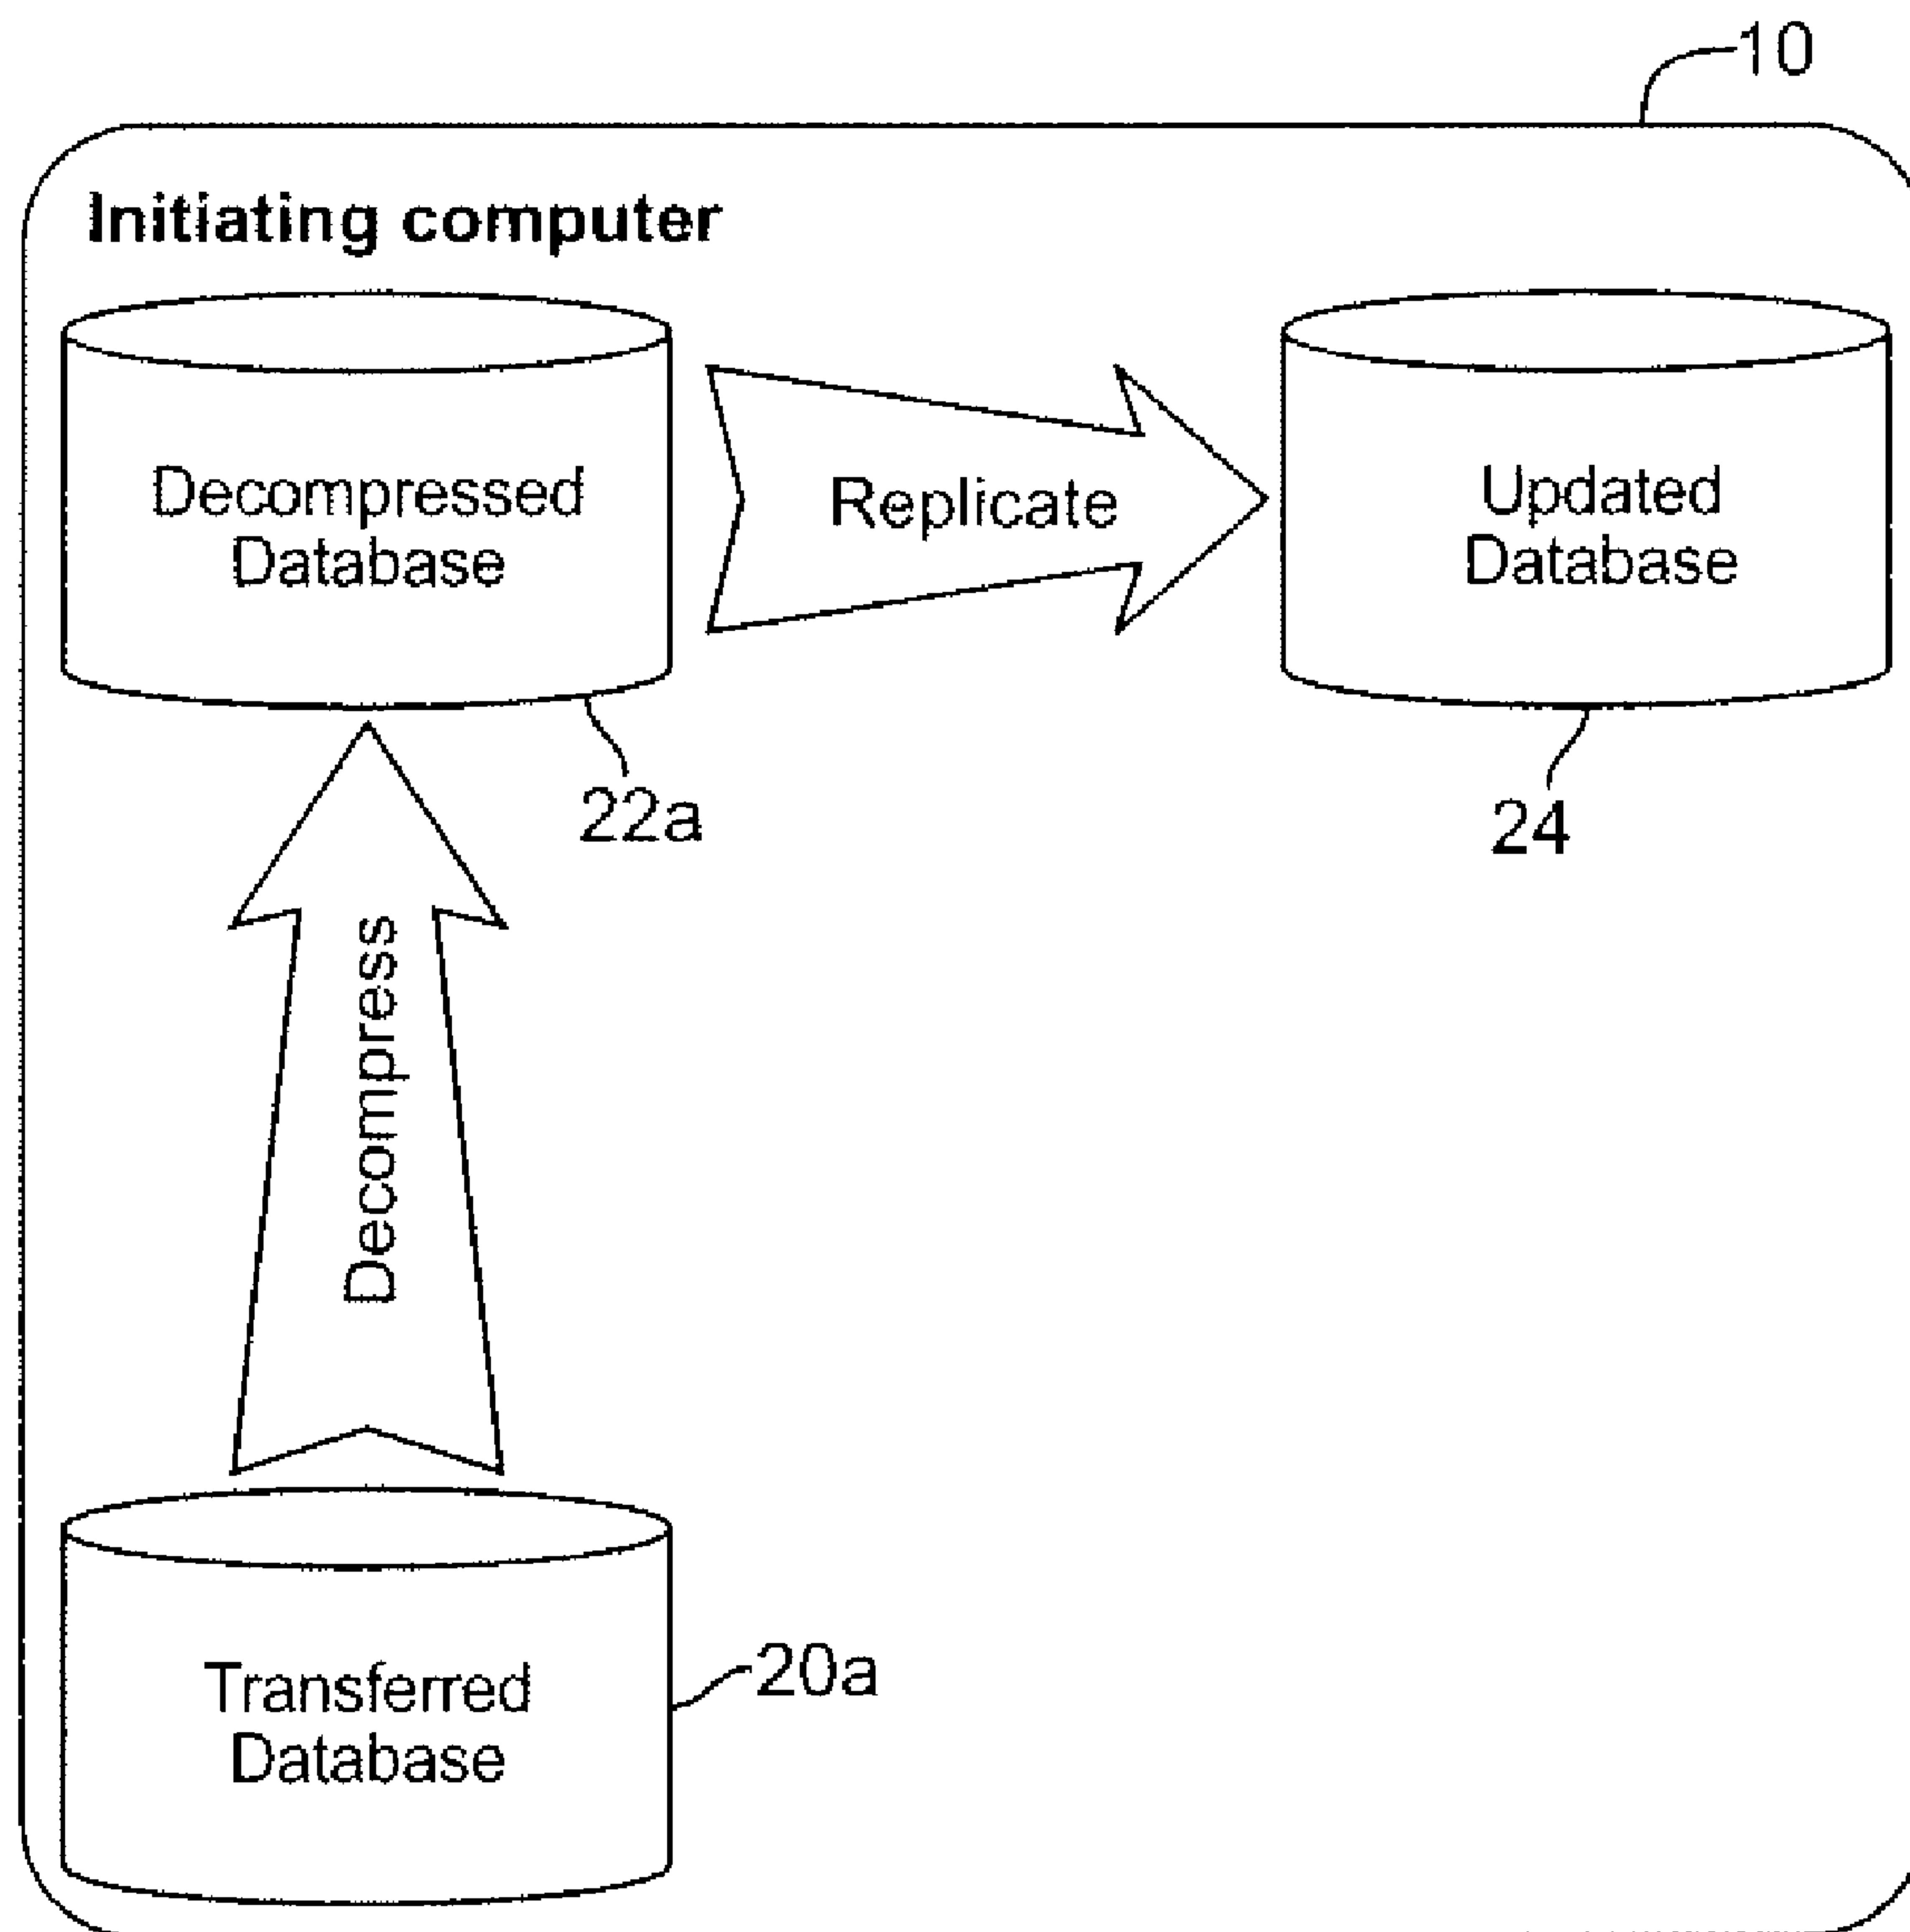 10
Initiating computer
Decompressed
Database
Replicate
Updated
Database
22a
24
Decompress
Transferred
Database
20a